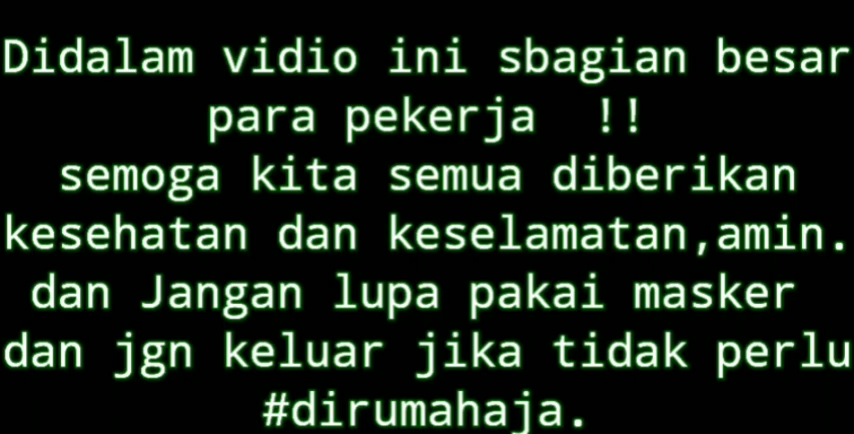 Didalam vidio ini sbagian besar
para pekerja !!
semoga kita semua diberikan
kesehatan dan keselamatan,amin.
dan Jangan lupa pakai masker
dan jgn keluar jika tidak perlu
#dirumahaja.